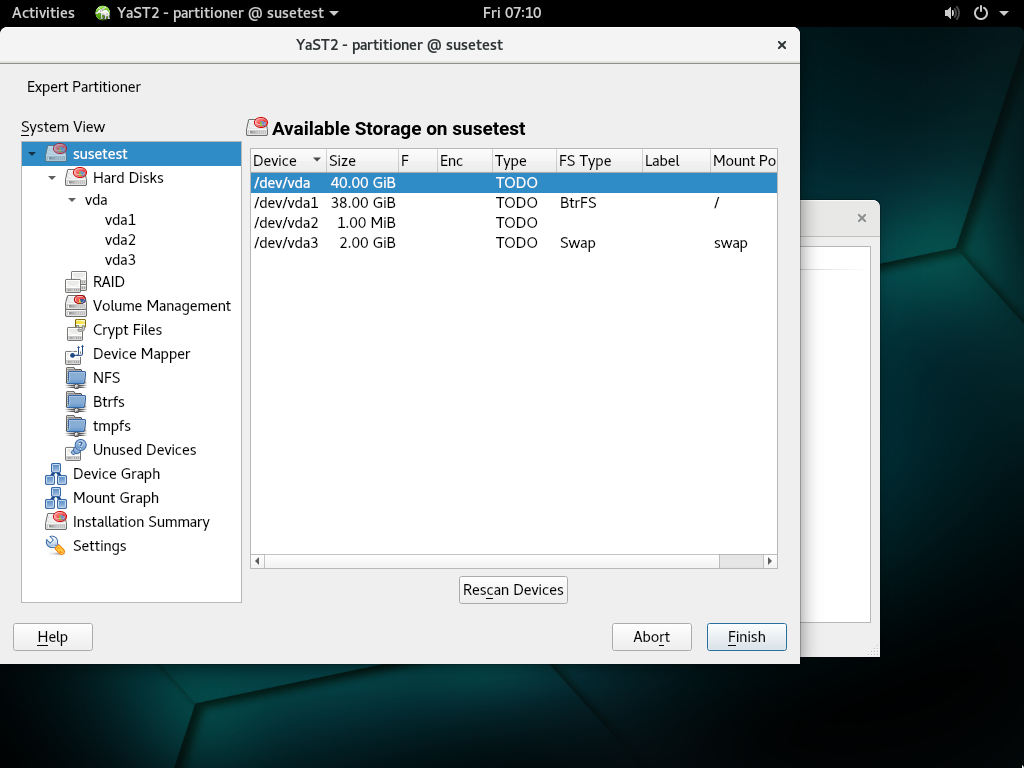 Activities YaST2 - partitioner @ susetest Fri 07:10
YaST2 - partitioner @ susetest
Expert Partitioner
System View
susetest
Hard Disks
vda
vda1
vda2
vda3
RAID
Volume Management
Crypt Files
Device Mapper
NFS
Btrfs
tmpfs
Unused Devices
Device Graph
Mount Graph
Installation Summary
Settings
Available Storage on susetest
Device Size F Enc Type FS Type Label Mount Po
/dev/vda 40.00 GiB TODO
/dev/vda1 38.00 GiB TODO BtrFS /
/dev/vda2 1.00 MiB TODO
/dev/vda3 2.00 GiB TODO Swap swap
Rescan Devices
Help Abort Finish